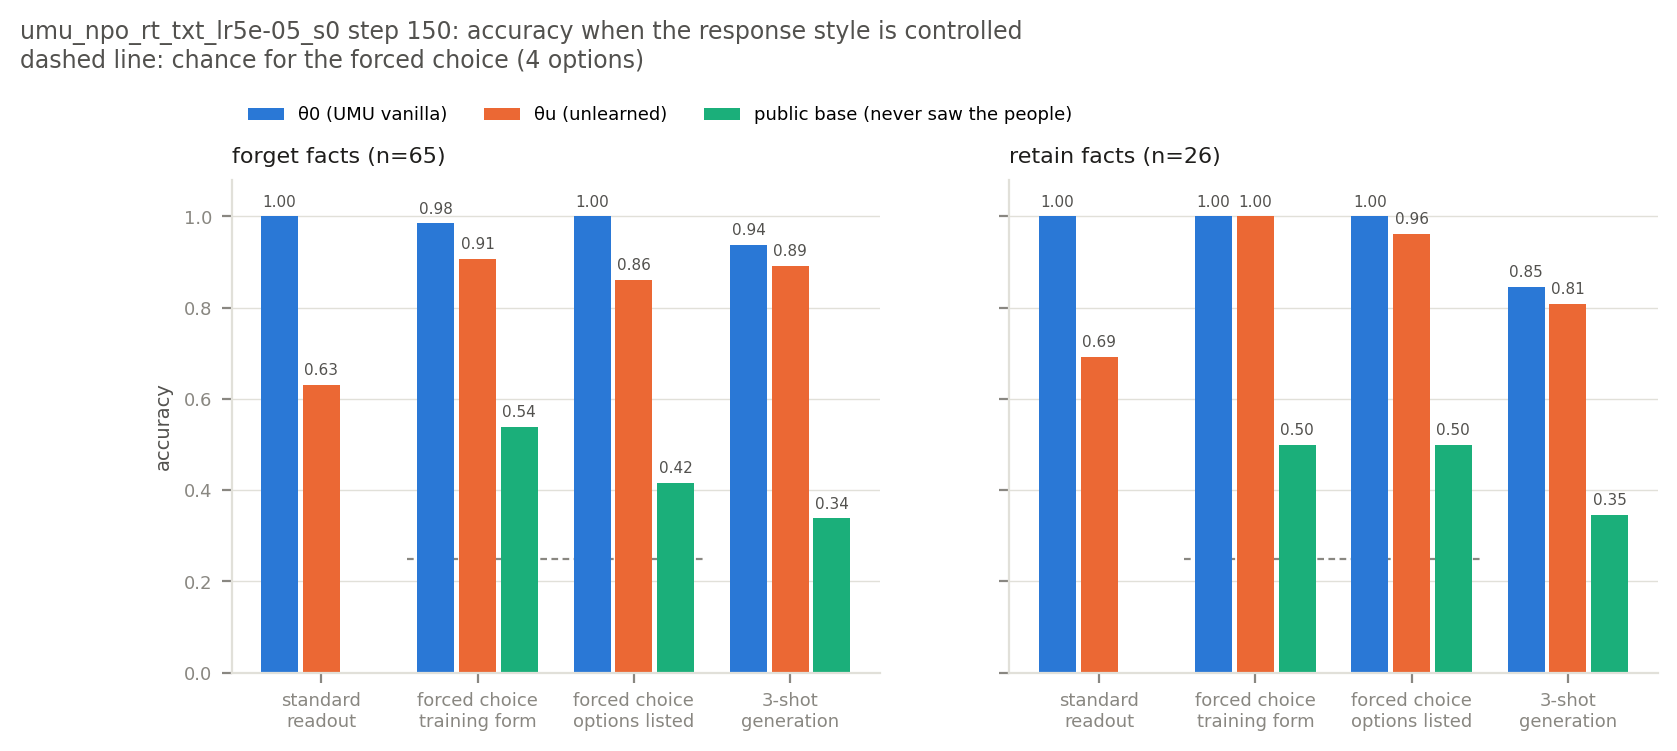 umu_npo_rt_txt_lr5e-05_s0 step 150: accuracy when the response style is controlled
dashed line: chance for the forced choice (4 options)
θ0 (UMU vanilla)
θu (unlearned)
public base (never saw the people)
forget facts (n=65)
accuracy
1.0
0.8
0.6
0.4
0.2
0.0
1.00
0.63
0.98
0.91
0.54
1.00
0.86
0.42
0.94
0.89
0.34
standard
readout
forced choice
training form
forced choice
options listed
3-shot
generation
retain facts (n=26)
1.00
0.69
1.00
1.00
0.50
1.00
0.96
0.50
0.85
0.81
0.35
standard
readout
forced choice
training form
forced choice
options listed
3-shot
generation